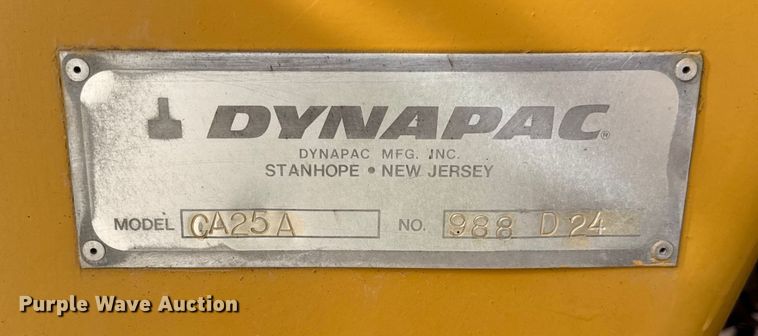 DYNAPAC®
DYNAPAC MFG. INC.
STANHOPE • NEW JERSEY
MODEL CA25A NO. 988 D24
Purple Wave Auction